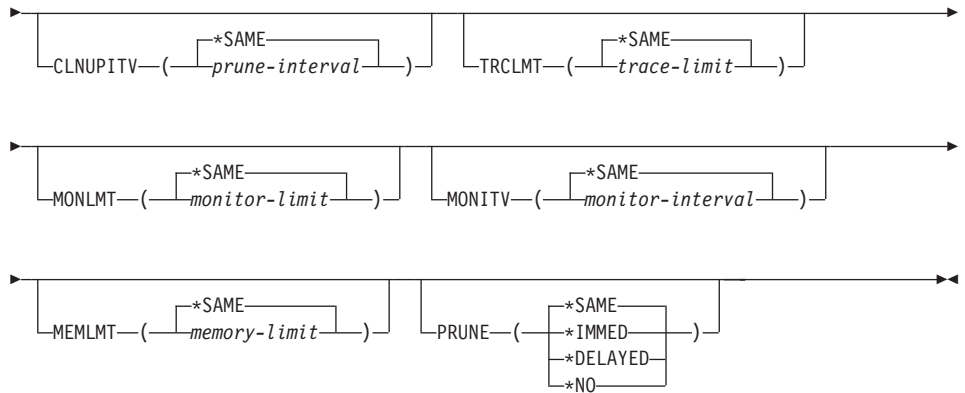 *SAME *SAME
CLNUPITV ( prune-interval ) TRCLMT ( trace-limit )
*SAME *SAME
MONLMT ( monitor-limit ) MONITV ( monitor-interval )
*SAME *SAME
MEMLMT ( memory-limit ) PRUNE ( *IMMED )
*DELAYED
*NO